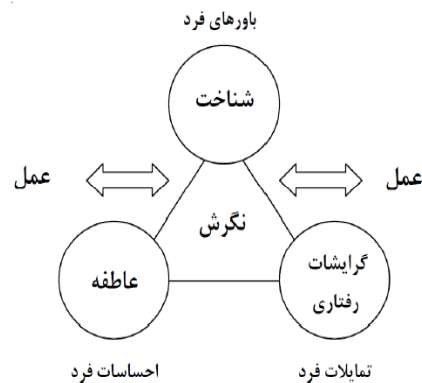 باورهای فرد
شناخت
عمل
عمل
نگرش
گرایشات
رفتاری
عاطفه
تمایلات فرد
احساسات فرد